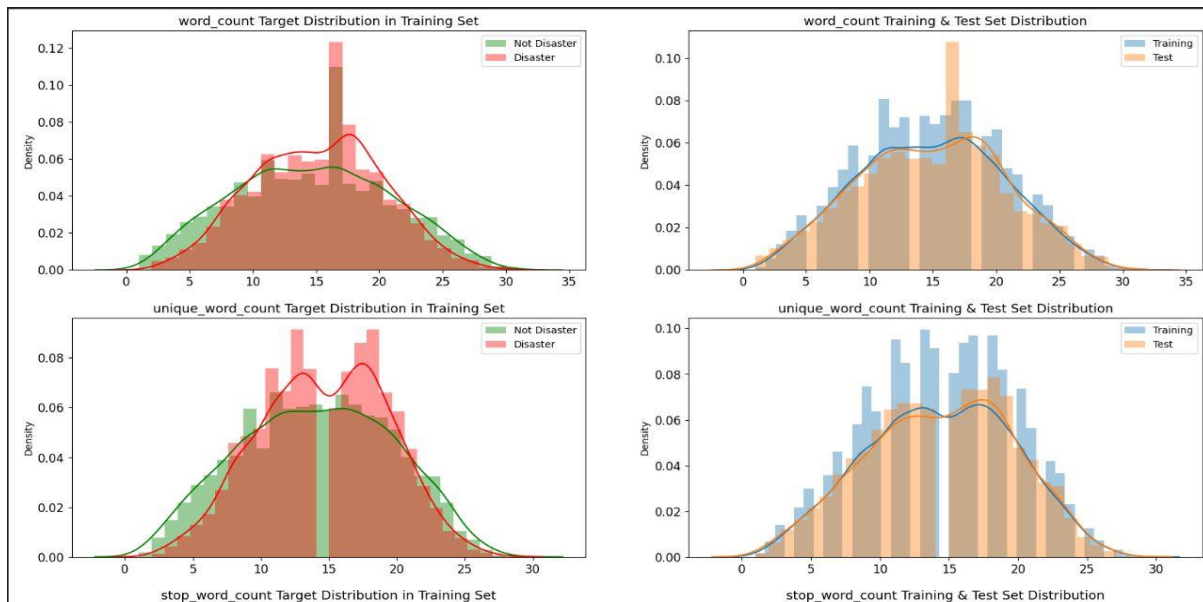 word_count Target Distribution in Training Set
Not Disaster
Disaster
Density
0.12
0.10
0.08
0.06
0.04
0.02
0.00
0 5 10 15 20 25 30 35
word_count Training & Test Set Distribution
Training
Test
Density
0.10
0.08
0.06
0.04
0.02
0.00
0 5 10 15 20 25 30 35
unique_word_count Target Distribution in Training Set
Not Disaster
Disaster
Density
0.08
0.06
0.04
0.02
0.00
0 5 10 15 20 25 30
unique_word_count Training & Test Set Distribution
Training
Test
Density
0.10
0.08
0.06
0.04
0.02
0.00
0 5 10 15 20 25 30
stop_word_count Target Distribution in Training Set
stop_word_count Training & Test Set Distribution